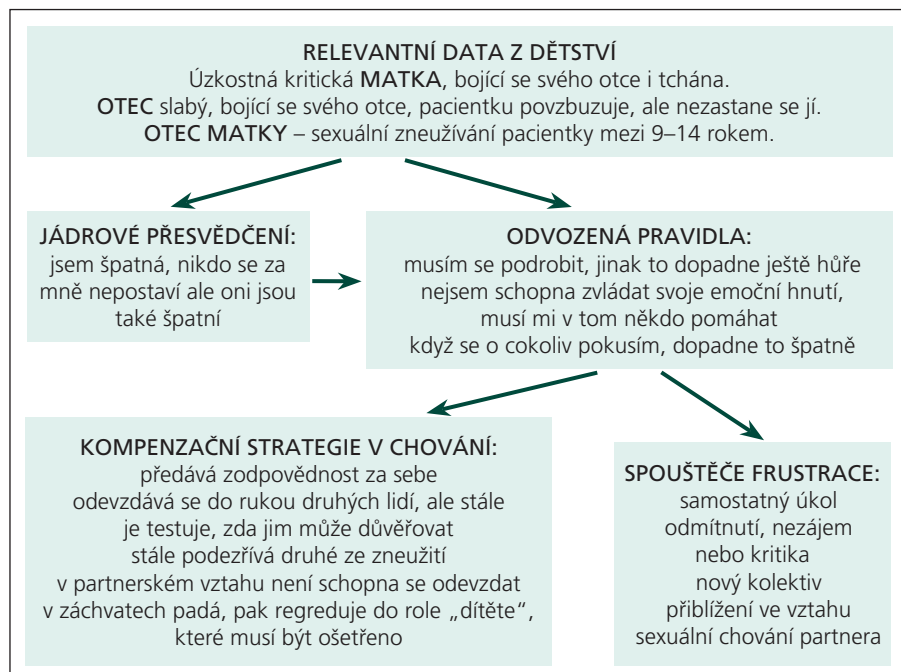 RELEVANTNÍ DATA Z DĚTSTVÍ
Úzkostná kritická MATKA, bojící se svého otce i tchána.
OTEC slabý, bojící se svého otce, pacientku povzbuzuje, ale nezastane se jí.
OTEC MATKY – sexuální zneužívání pacientky mezi 9–14 rokem.
JÁDROVÉ PŘESVĚDČENÍ:
jsem špatná, nikdo se za
mně nepostaví ale oni jsou
také špatní
ODVOZENÁ PRAVIDLA:
musím se podrobit, jinak to dopadne ještě hůře
nejsem schopna zvládat svoje emoční hnutí,
musí mi v tom někdo pomáhat
když se o cokoliv pokusím, dopadne to špatně
KOMPENZAČNÍ STRATEGIE V CHOVÁNÍ:
předává zodpovědnost za sebe
odevzdává se do rukou druhých lidí, ale stále
je testuje, zda jim může důvěřovat
stále podezřívá druhé ze zneužití
v partnerském vztahu není schopna se odevzdat
v záchvatech padá, pak regreduje do role „dítěte“,
které musí být ošetřeno
SPOUŠTĚČE FRUSTRACE:
samostatný úkol
odmítnutí, nezájem
nebo kritika
nový kolektiv
přiblížení ve vztahu
sexuální chování partnera